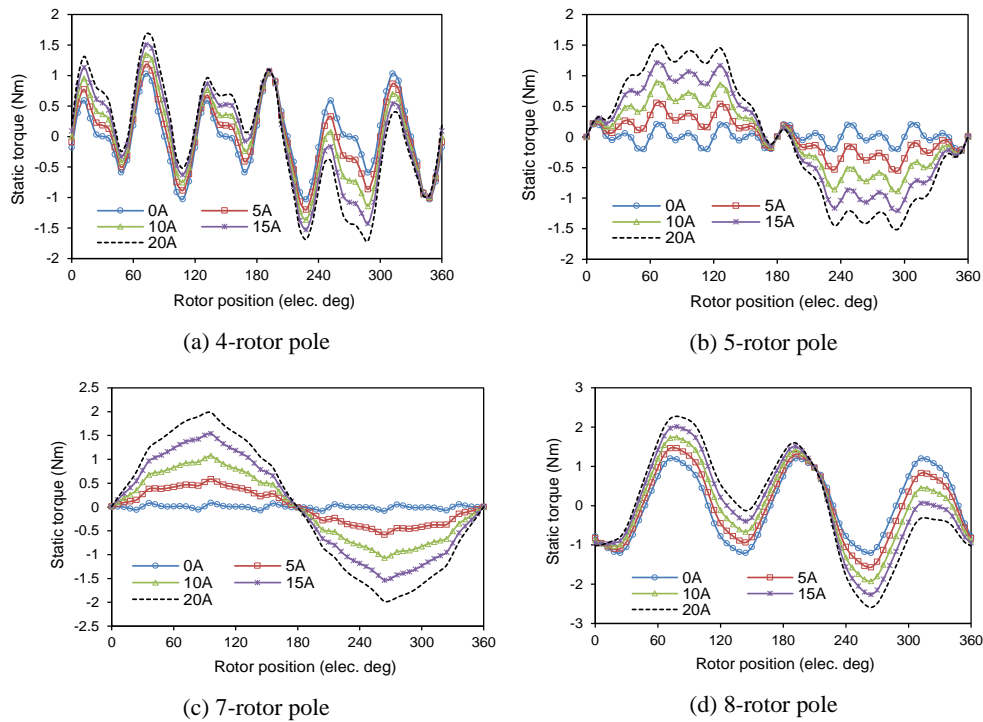 2
1.5
1
0.5
0
-0.5
-1
-1.5
-2
Static torque (Nm)
0A
5A
10A
15A
20A
0 60 120 180 240 300 360
Rotor position (elec. deg)
(a) 4-rotor pole
2
1.5
1
0.5
0
-0.5
-1
-1.5
-2
Static torque (Nm)
0A
5A
10A
15A
20A
0 60 120 180 240 300 360
Rotor position (elec. deg)
(b) 5-rotor pole
2.5
2
1.5
1
0.5
0
-0.5
-1
-1.5
-2
-2.5
Static torque (Nm)
0A
5A
10A
15A
20A
0 60 120 180 240 300 360
Rotor position (elec. deg)
(c) 7-rotor pole
3
2
1
0
-1
-2
-3
Static torque (Nm)
0A
5A
10A
15A
20A
0 60 120 180 240 300 360
Rotor position (elec. deg)
(d) 8-rotor pole